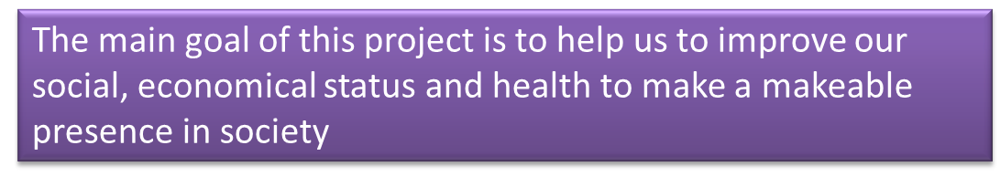 The main goal of this project is to help us to improve our
social, economical status and health to make a makeable
presence in society